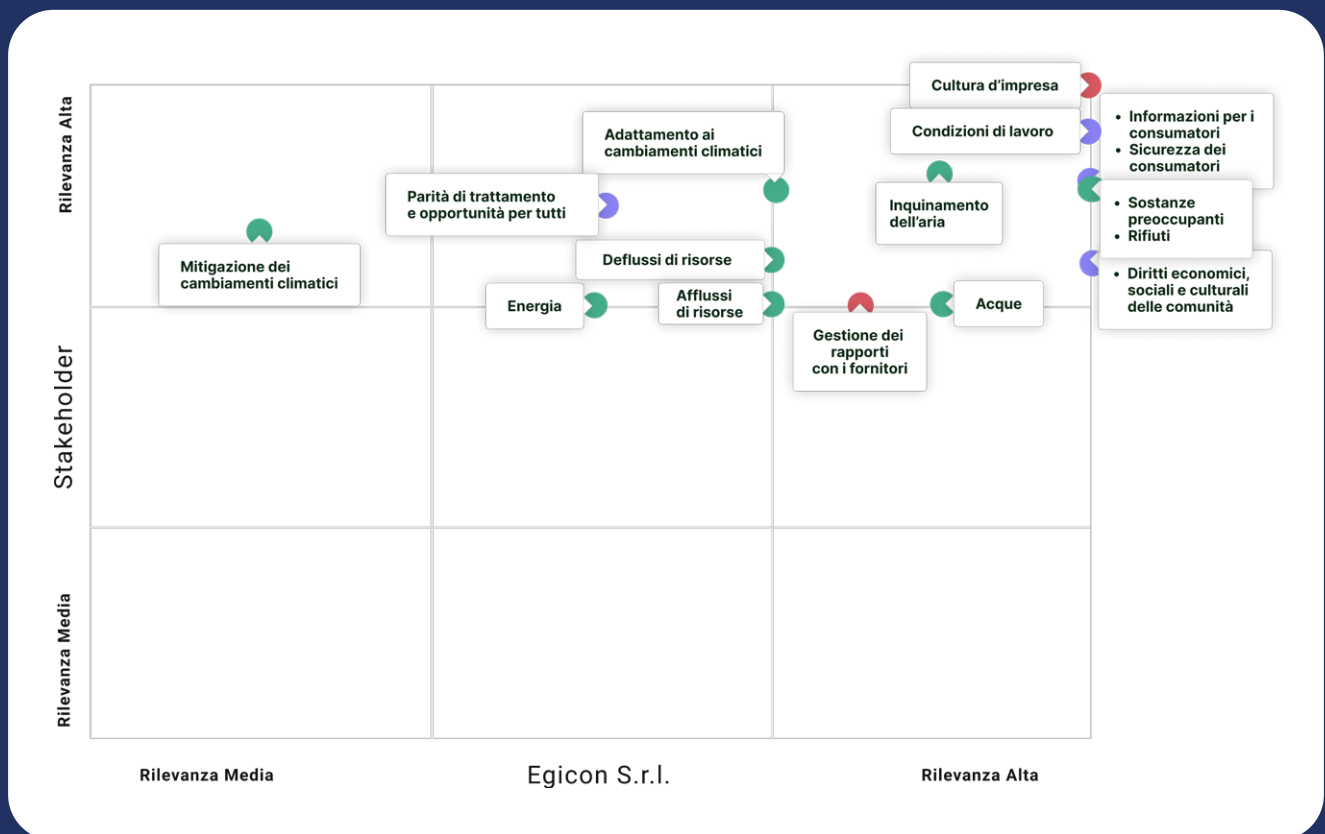 Rilevanza Alta
Stakeholder
Rilevanza Media
Cultura d’impresa
Condizioni di lavoro
• Informazioni per i
consumatori
• Sicurezza dei
consumatori
Adattamento ai
cambiamenti climatici
Parità di trattamento
e opportunità per tutti
Inquinamento
dell’aria
• Sostanze
preoccupanti
• Rifiuti
Mitigazione dei
cambiamenti climatici
Deflussi di risorse
• Diritti economici,
sociali e culturali
delle comunità
Energia
Afflussi
di risorse
Acque
Gestione dei
rapporti
con i fornitori
Rilevanza Media
Egicon S.r.l.
Rilevanza Alta